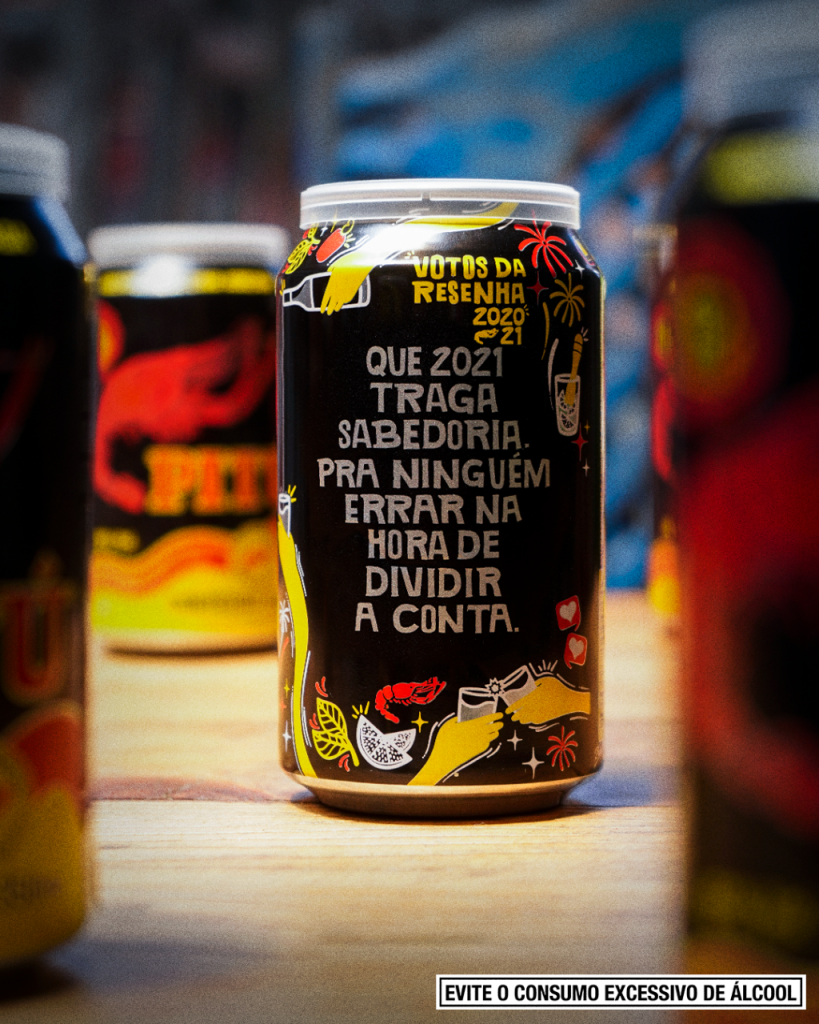 VOTOS DA
RESENHA
2020
21
QUE 2021
TRAGA
SABEDORIA.
PRA NINGUÉM
ERRAR NA
HORA DE
DIVIDIR
A CONTA.
EVITE O CONSUMO EXCESSIVO DE ÁLCOOL